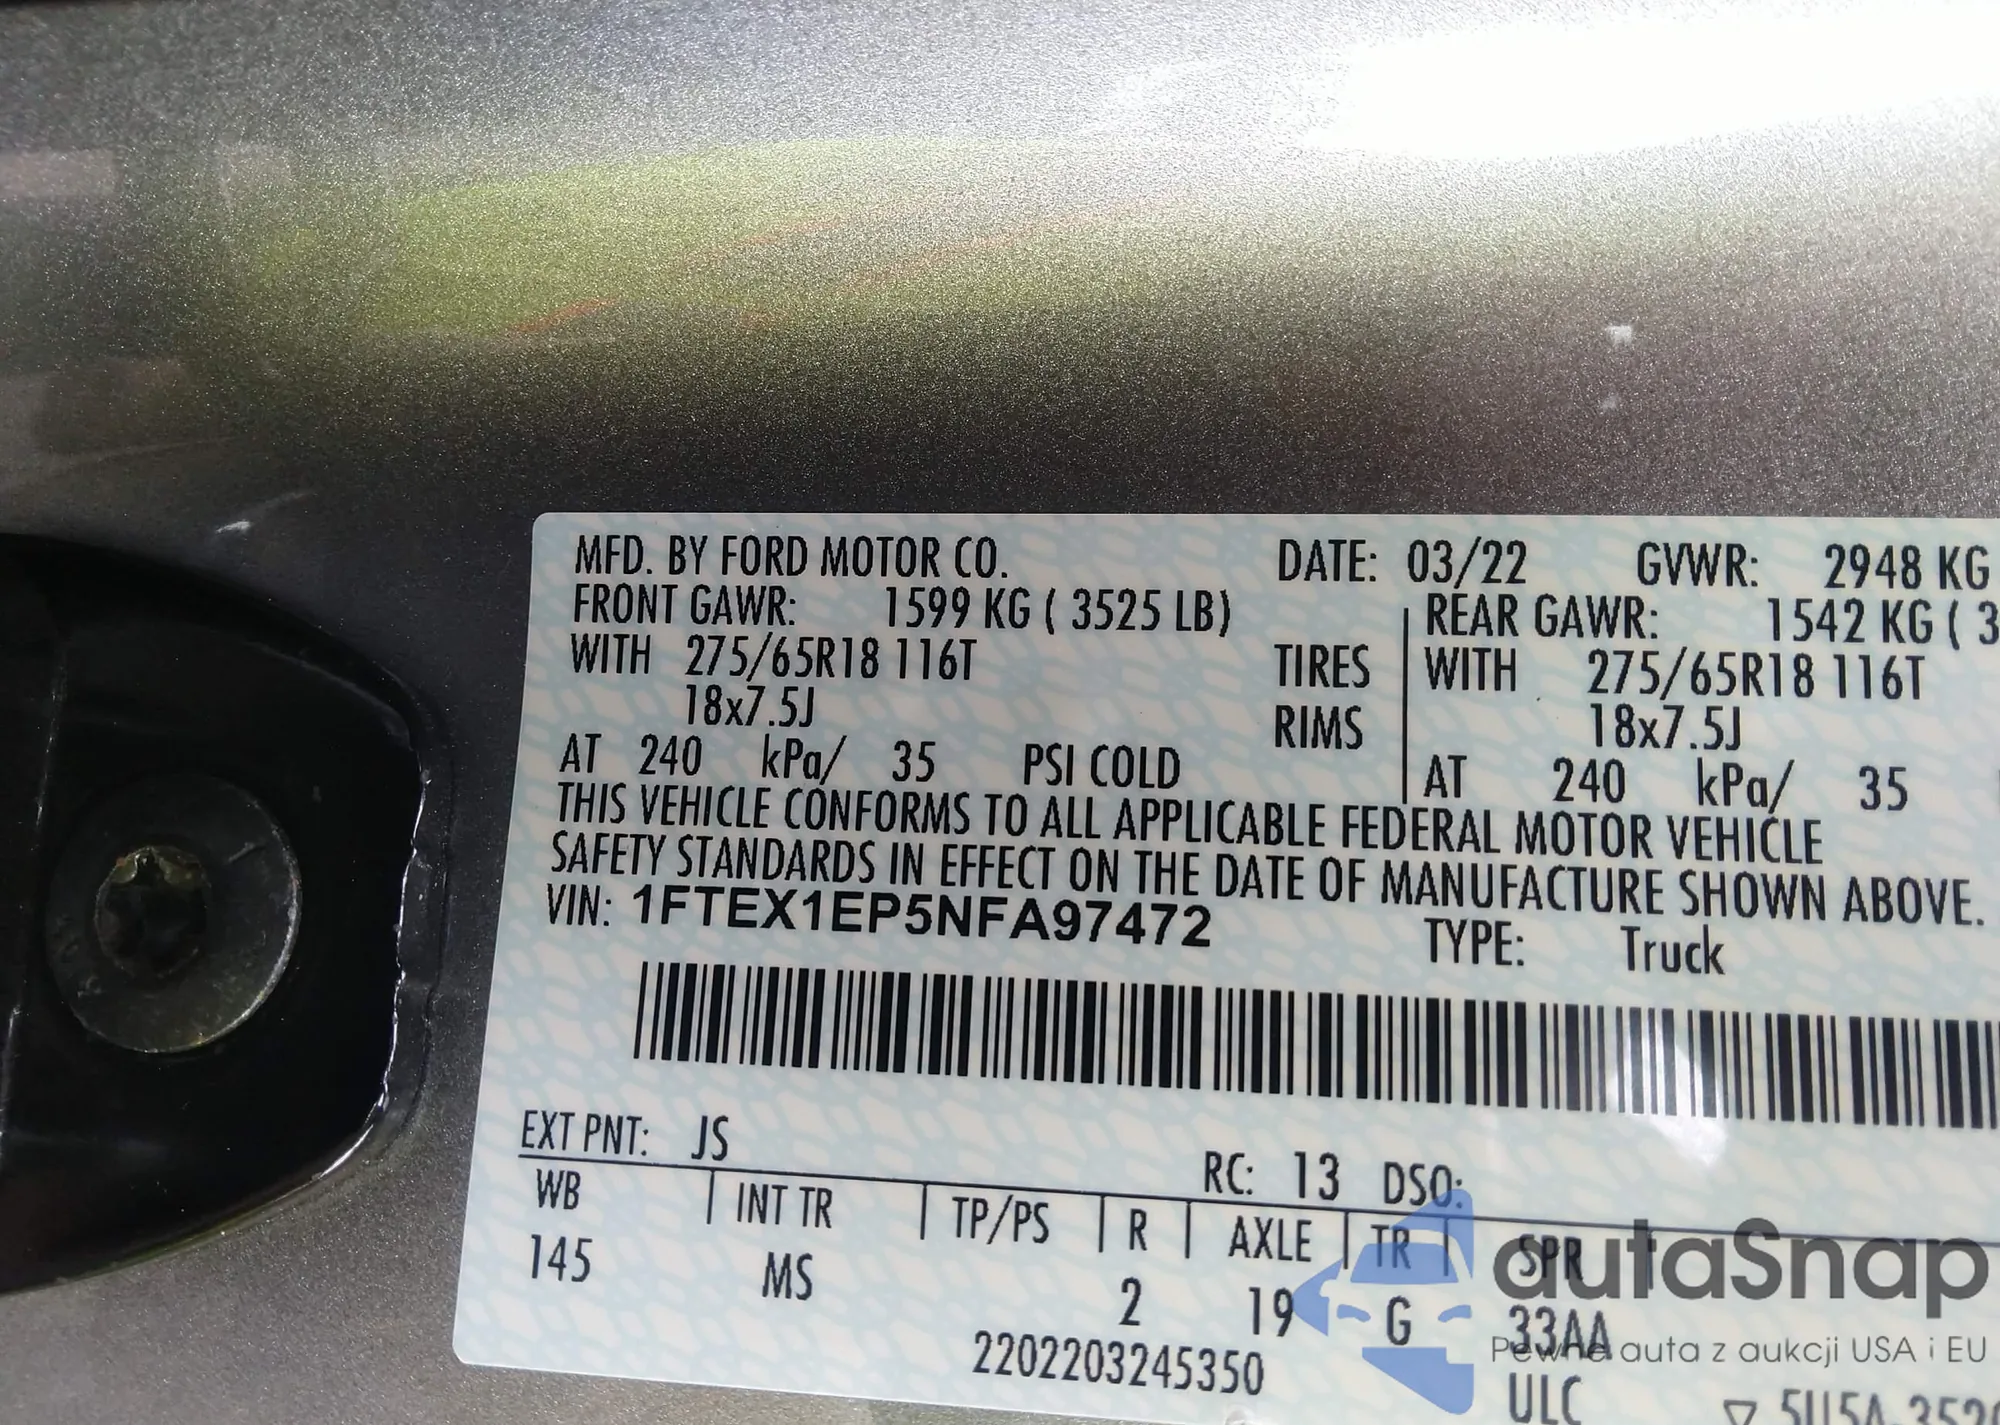 MFD. BY FORD MOTOR CO. DATE: 03/22 GVWR: 2948 KG
FRONT GAWR: 1599 KG ( 3525 LB) REAR GAWR: 1542 KG ( 3
WITH 275/65R18 116T TIRES WITH 275/65R18 116T
18x7.5J RIMS 18x7.5J
AT 240 kPa/ 35 PSI COLD AT 240 kPa/ 35
THIS VEHICLE CONFORMS TO ALL APPLICABLE FEDERAL MOTOR VEHICLE
SAFETY STANDARDS IN EFFECT ON THE DATE OF MANUFACTURE SHOWN ABOVE.
VIN: 1FTEX1EP5NFA97472 TYPE: Truck
EXT PNT: JS RC: 13 DSO:
WB INT TR TP/PS R AXLE TR SPR
145 MS 2 19 G 33AA
2202203245350 ULC
autaSnap
Pewne auta z aukcji USA i EU